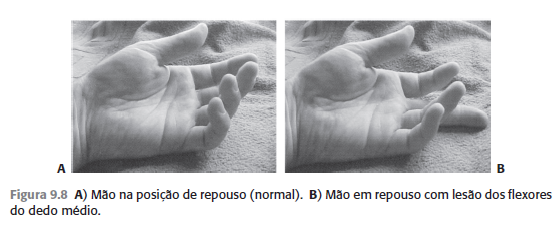 A
B
Figura 9.8 A) Mão na posição de repouso (normal). B) Mão em repouso com lesão dos flexores
do dedo médio.